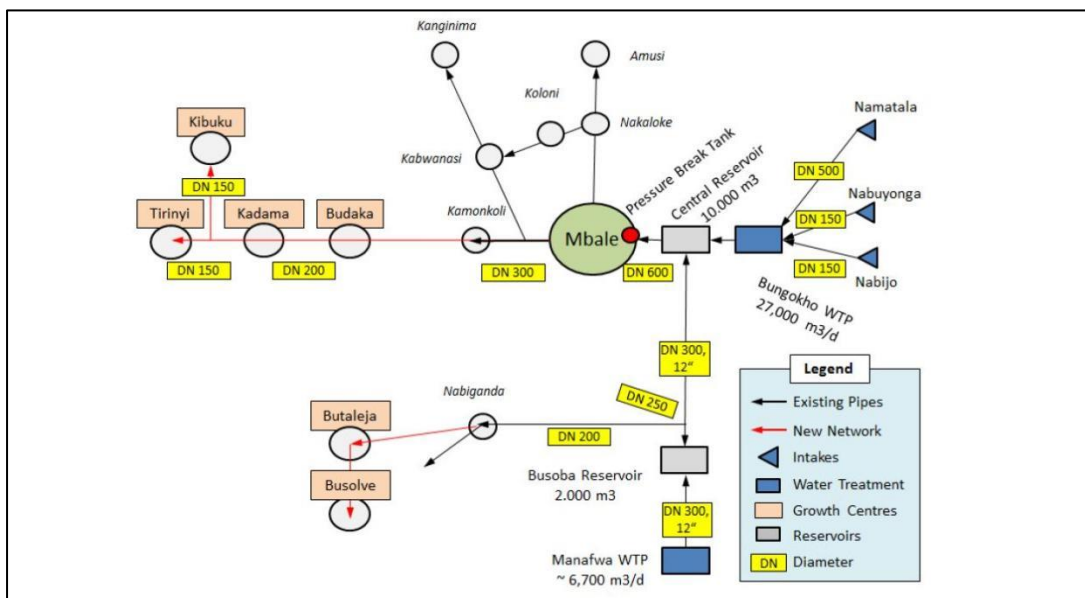 Kanginima
Amusi
Koloni
Nakaloke
Kabwanasi
Kibuku
DN 150
Tirinyi
Kadama
Budaka
Kamonkoli
DN 150
DN 200
DN 300
Mbale
DN 600
Pressure Break Tank
Central Reservoir
10.000 m3
Namatala
DN 500
Nabuyonga
DN 150
DN 150
Nabijo
Bungokho WTP
27,000 m3/d
DN 300,
12“
DN 250
Nabiganda
DN 200
Butaleja
Busolve
Busoba Reservoir
2.000 m3
DN 300,
12“
Manafwa WTP
~ 6,700 m3/d
Legend
Existing Pipes
New Network
Intakes
Water Treatment
Growth Centres
Reservoirs
DN Diameter